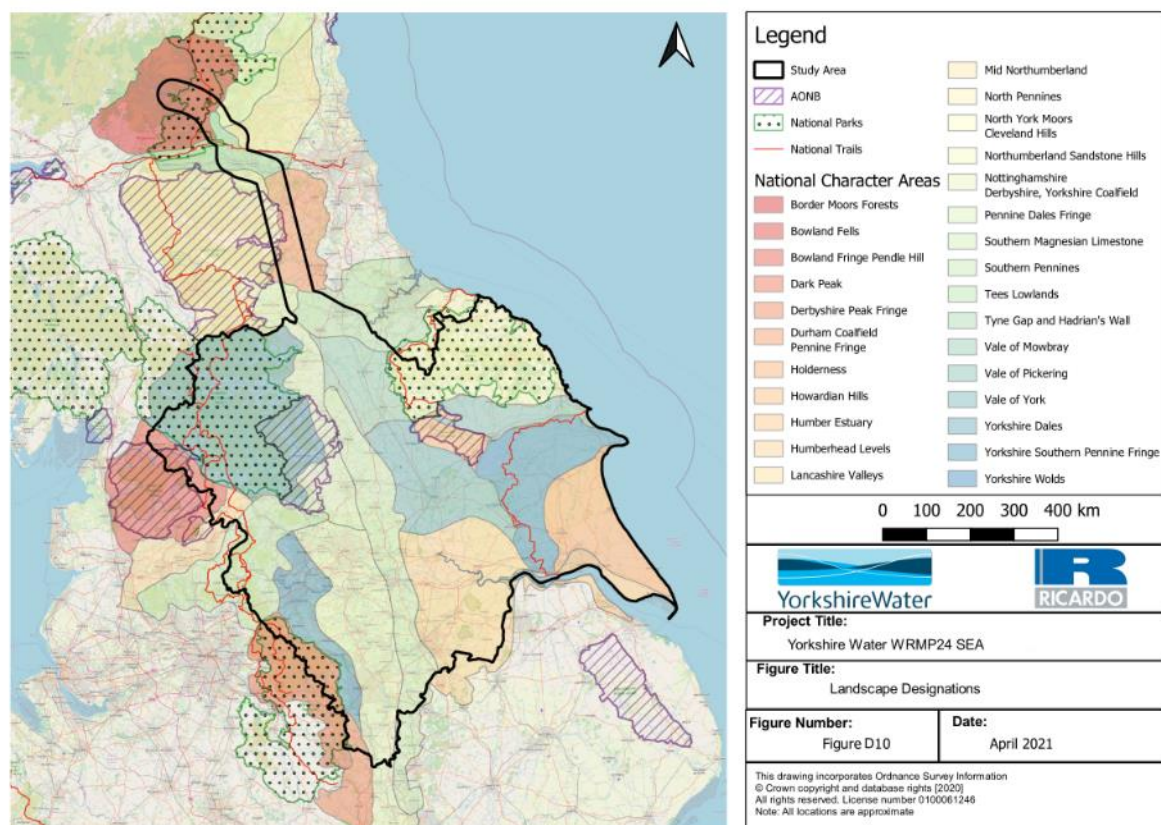 Legend
Study Area
AONB
National Parks
National Trails
National Character Areas
Border Moors Forests
Bowland Fells
Bowland Fringe Pendle Hill
Dark Peak
Derbyshire Peak Fringe
Durham Coalfield
Pennine Fringe
Holderness
Howardian Hills
Humber Estuary
Humberhead Levels
Lancashire Valleys
Mid Northumberland
North Pennines
North York Moors
Cleveland Hills
Northumberland Sandstone Hills
Nottinghamshire
Derbyshire, Yorkshire Coalfield
Pennine Dales Fringe
Southern Magnesian Limestone
Southern Pennines
Tees Lowlands
Tyne Gap and Hadrian's Wall
Vale of Mowbray
Vale of Pickering
Vale of York
Yorkshire Dales
Yorkshire Southern Pennine Fringe
Yorkshire Wolds
0 100 200 300 400 km
YorkshireWater
R
RICARDO
Project Title:
Yorkshire Water WRMP24 SEA
Figure Title:
Landscape Designations
Figure Number:
Figure D10
Date:
April 2021
This drawing incorporates Ordnance Survey Information
© Crown copyright and database rights [2020]
All rights reserved. License number 0100061246
Note: All locations are approximate